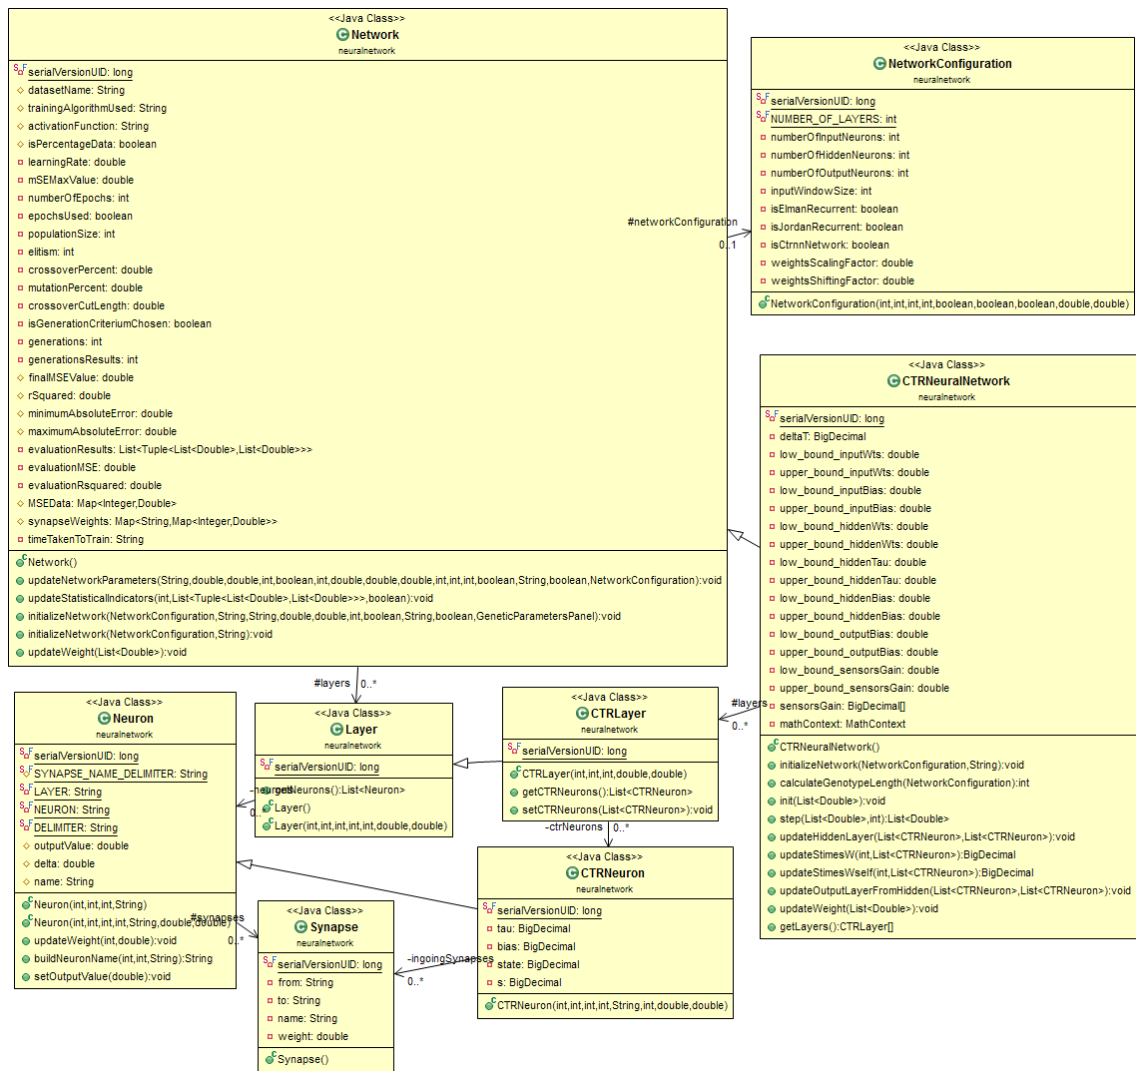 <<Java Class>>
Network
neuralnetwork
serialVersionUID: long
datasetName: String
trainingAlgorithmUsed: String
activationFunction: String
isPercentageData: boolean
learningRate: double
mSEMaxValue: double
numberOfEpochs: int
epochsUsed: boolean
populationSize: int
elitism: int
crossoverPercent: double
mutationPercent: double
crossoverCutLength: double
isGenerationCriteriumChosen: boolean
generations: int
generationsResults: int
finalMSEValue: double
rSquared: double
minimumAbsoluteError: double
maximumAbsoluteError: double
evaluationResults: List<Tuple<List<Double>,List<Double>>>
evaluationMSE: double
evaluationRsquared: double
MSEData: Map<Integer,Double>
synapseWeights: Map<String,Map<Integer,Double>>
timeTakenToTrain: String
Network()
updateNetworkParameters(String,double,double,int,boolean,int,double,double,double,int,int,int,boolean,String,boolean,NetworkConfiguration):void
updateStatisticalIndicators(int,List<Tuple<List<Double>,List<Double>>>,boolean):void
initializeNetwork(NetworkConfiguration,String,String,double,double,int,boolean,String,boolean,GeneticParametersPanel):void
initializeNetwork(NetworkConfiguration,String):void
updateWeight(List<Double>):void
#networkConfiguration
0..1
<<Java Class>>
NetworkConfiguration
neuralnetwork
serialVersionUID: long
NUMBER_OF_LAYERS: int
numberOfInputNeurons: int
numberOfHiddenNeurons: int
numberOfOutputNeurons: int
inputWindowSize: int
isElmanRecurrent: boolean
isJordanRecurrent: boolean
isCtrnnNetwork: boolean
weightsScalingFactor: double
weightsShiftingFactor: double
NetworkConfiguration(int,int,int,int,boolean,boolean,boolean,double,double)
<<Java Class>>
CTRNeuralNetwork
neuralnetwork
serialVersionUID: long
deltaT: BigDecimal
low_bound_inputWts: double
upper_bound_inputWts: double
low_bound_inputBias: double
upper_bound_inputBias: double
low_bound_hiddenWts: double
upper_bound_hiddenWts: double
low_bound_hiddenTau: double
upper_bound_hiddenTau: double
low_bound_hiddenBias: double
upper_bound_hiddenBias: double
low_bound_outputBias: double
upper_bound_outputBias: double
low_bound_sensorsGain: double
upper_bound_sensorsGain: double
sensorsGain: BigDecimal[]
mathContext: MathContext
CTRNeuralNetwork()
initializeNetwork(NetworkConfiguration,String):void
calculateGenotypeLength(NetworkConfiguration):int
init(List<Double>):void
step(List<Double>,int):List<Double>
updateHiddenLayer(List<CTRNeuron>,List<CTRNeuron>):void
updateStimesW(int,List<CTRNeuron>):BigDecimal
updateStimesWself(int,List<CTRNeuron>):BigDecimal
updateOutputLayerFromHidden(List<CTRNeuron>,List<CTRNeuron>):void
updateWeight(List<Double>):void
getLayers():CTRLayer[]
#layers
0..*
#layers
0..*
<<Java Class>>
Neuron
neuralnetwork
serialVersionUID: long
SYNAPSE_NAME_DELIMITER: String
LAYER: String
NEURON: String
DELIMITER: String
outputValue: double
delta: double
name: String
Neuron(int,int,int,String)
Neuron(int,int,int,int,String,double,double)
updateWeight(int,double):void
buildNeuronName(int,int,String):String
setOutputValue(double):void
<<Java Class>>
Layer
neuralnetwork
serialVersionUID: long
getNeurons():List<Neuron>
Layer()
Layer(int,int,int,int,int,double,double)
-neurons
0..*
<<Java Class>>
CTRLayer
neuralnetwork
serialVersionUID: long
CTRLayer(int,int,int,double,double)
getCTRNeurons():List<CTRNeuron>
setCTRNeurons(List<CTRNeuron>):void
-ctrNeurons
0..*
<<Java Class>>
CTRNeuron
neuralnetwork
serialVersionUID: long
tau: BigDecimal
bias: BigDecimal
state: BigDecimal
s: BigDecimal
CTRNeuron(int,int,int,int,String,int,double,double)
#synapses
0..*
-ingoingSynapses
0..*
<<Java Class>>
Synapse
neuralnetwork
serialVersionUID: long
from: String
to: String
name: String
weight: double
Synapse()